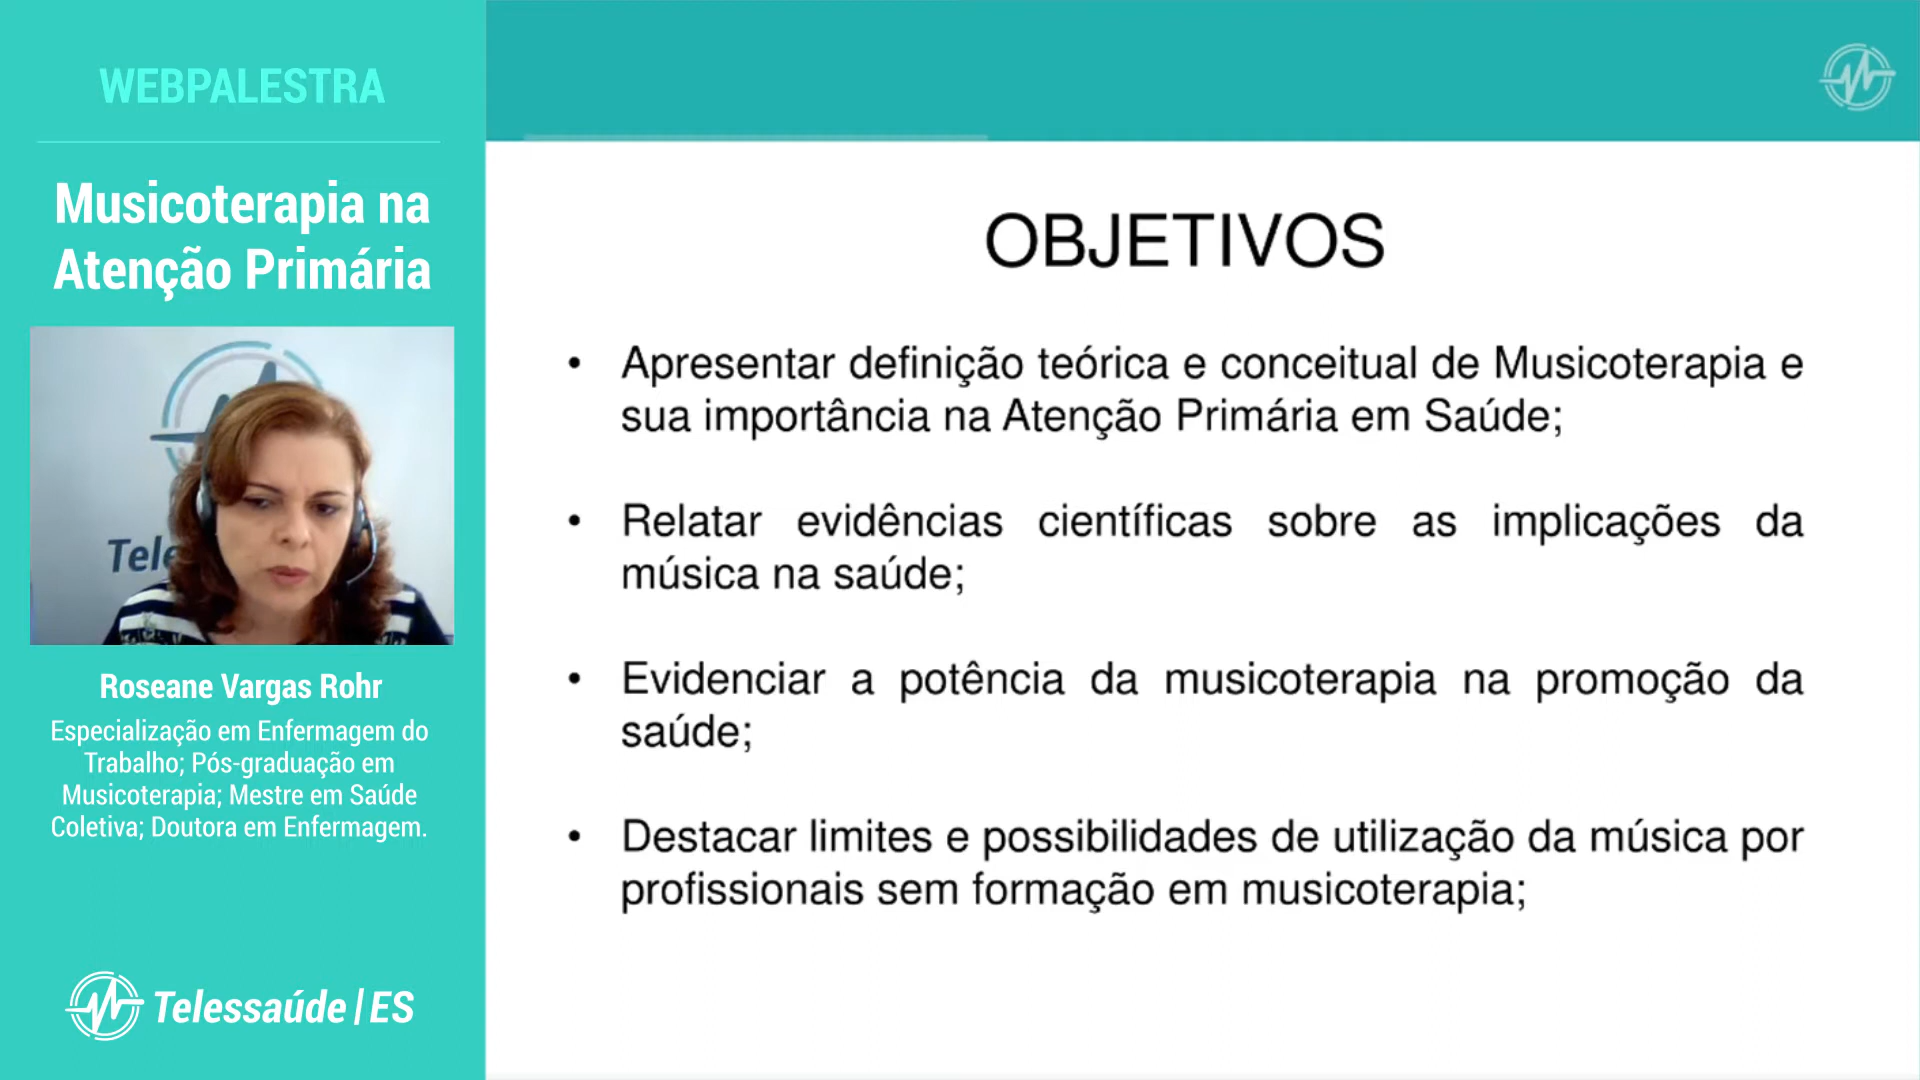 WEBPALESTRA
Musicoterapia na
Atenção Primária
Tele
Roseane Vargas Rohr
Especialização em Enfermagem do
Trabalho; Pós-graduação em
Musicoterapia; Mestre em Saúde
Coletiva; Doutora em Enfermagem.
Telessaúde|ES
OBJETIVOS
• Apresentar definição teórica e conceitual de Musicoterapia e
sua importância na Atenção Primária em Saúde;
• Relatar evidências científicas sobre as implicações da
música na saúde;
• Evidenciar a potência da musicoterapia na promoção da
saúde;
• Destacar limites e possibilidades de utilização da música por
profissionais sem formação em musicoterapia;